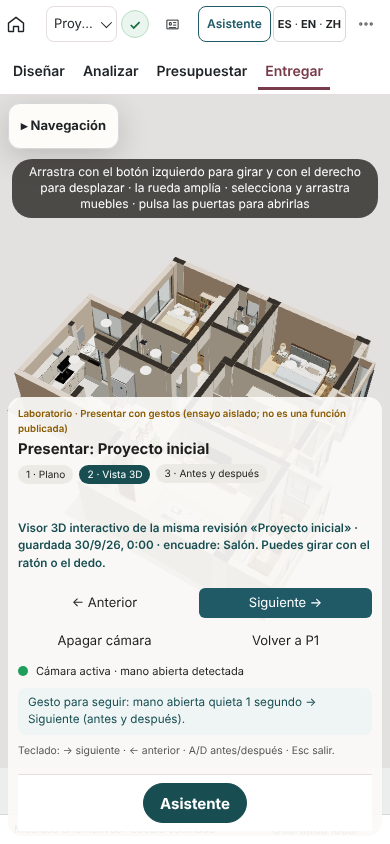 Proy...
Asistente
ES · EN · ZH
Diseñar Analizar Presupuestar Entregar
▸ Navegación
Arrastra con el botón izquierdo para girar y con el derecho
para desplazar · la rueda amplía · selecciona y arrastra
muebles · pulsa las puertas para abrirlas
Laboratorio · Presentar con gestos (ensayo aislado; no es una función
publicada)
Presentar: Proyecto inicial
1 · Plano 2 · Vista 3D 3 · Antes y después
Visor 3D interactivo de la misma revisión «Proyecto inicial» ·
guardada 30/9/26, 0:00 · encuadre: Salón. Puedes girar con el
ratón o el dedo.
← Anterior Siguiente →
Apagar cámara Volver a P1
Cámara activa · mano abierta detectada
Gesto para seguir: mano abierta quieta 1 segundo →
Siguiente (antes y después).
Teclado: → siguiente · ← anterior · A/D antes/después · Esc salir.
Asistente